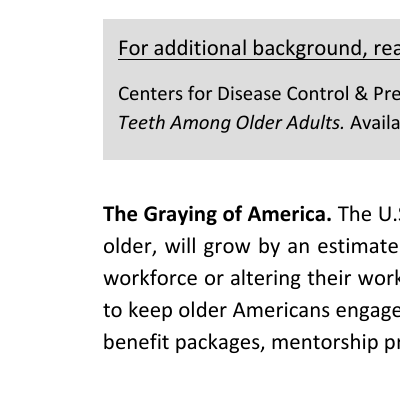 For additional background, rea
Centers for Disease Control & Pre
Teeth Among Older Adults. Availa
The Graying of America. The U.S
older, will grow by an estimate
workforce or altering their work
to keep older Americans engage
benefit packages, mentorship pr